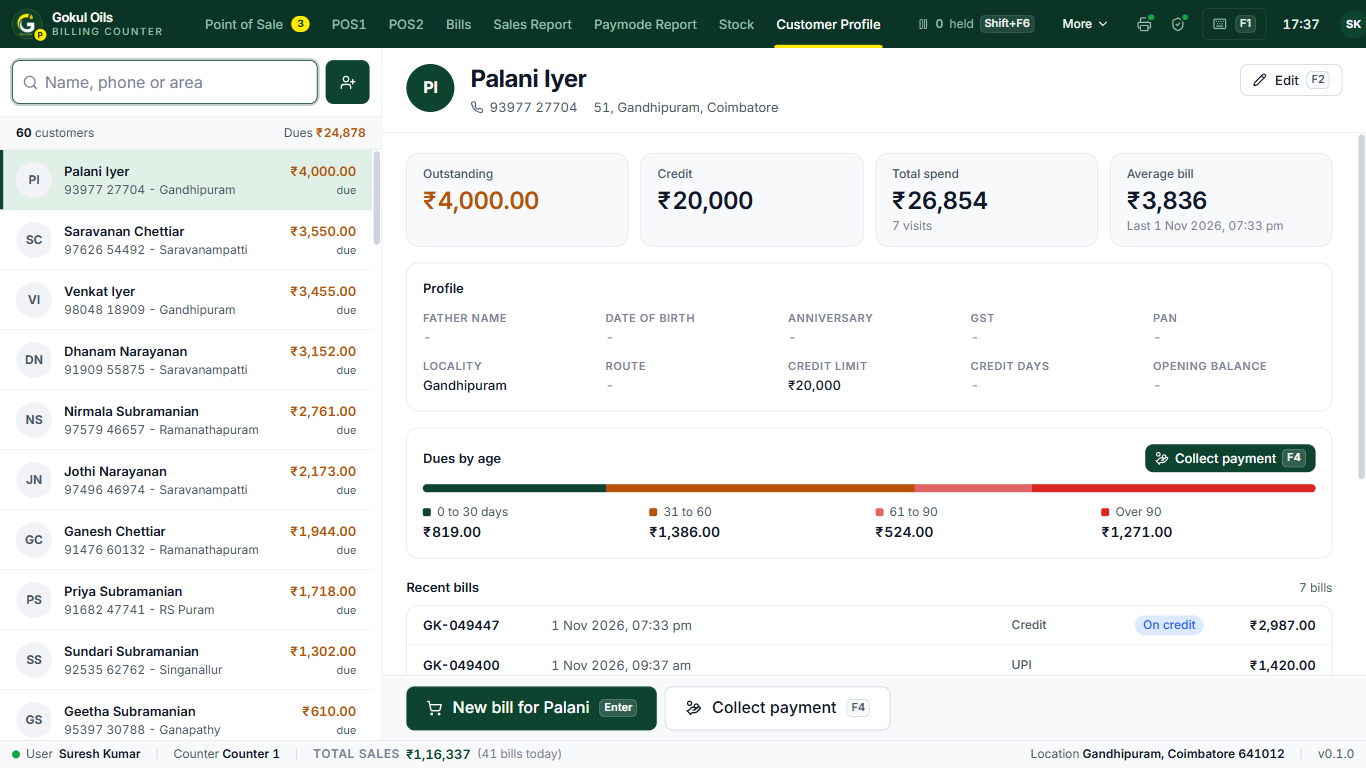 Gokul Oils
BILLING COUNTER
P
Point of Sale 3 POS1 POS2 Bills Sales Report Paymode Report Stock Customer Profile 0 held Shift+F6 More F1 17:37 SK
Name, phone or area
60 customers Dues ₹24,878
PI Palani Iyer ₹4,000.00
93977 27704 - Gandhipuram due
SC Saravanan Chettiar ₹3,550.00
97626 54492 - Saravanampatti due
VI Venkat Iyer ₹3,455.00
98048 18909 - Gandhipuram due
DN Dhanam Narayanan ₹3,152.00
91909 55875 - Saravanampatti due
NS Nirmala Subramanian ₹2,761.00
97579 46657 - Ramanathapuram due
JN Jothi Narayanan ₹2,173.00
97496 46974 - Saravanampatti due
GC Ganesh Chettiar ₹1,944.00
91476 60132 - Ramanathapuram due
PS Priya Subramanian ₹1,718.00
91682 47741 - RS Puram due
SS Sundari Subramanian ₹1,302.00
92535 62762 - Singanallur due
GS Geetha Subramanian ₹610.00
95397 30788 - Ganapathy due
PI Palani Iyer
93977 27704 51, Gandhipuram, Coimbatore
Edit F2
Outstanding Credit Total spend Average bill
₹4,000.00 ₹20,000 ₹26,854 ₹3,836
7 visits Last 1 Nov 2026, 07:33 pm
Profile
FATHER NAME DATE OF BIRTH ANNIVERSARY GST PAN
- - - - -
LOCALITY ROUTE CREDIT LIMIT CREDIT DAYS OPENING BALANCE
Gandhipuram - ₹20,000 - -
Dues by age Collect payment F4
0 to 30 days 31 to 60 61 to 90 Over 90
₹819.00 ₹1,386.00 ₹524.00 ₹1,271.00
Recent bills 7 bills
GK-049447 1 Nov 2026, 07:33 pm Credit On credit ₹2,987.00
GK-049400 1 Nov 2026, 09:37 am UPI ₹1,420.00
New bill for Palani Enter Collect payment F4
User Suresh Kumar Counter Counter 1 TOTAL SALES ₹1,16,337 (41 bills today) Location Gandhipuram, Coimbatore 641012 v0.1.0